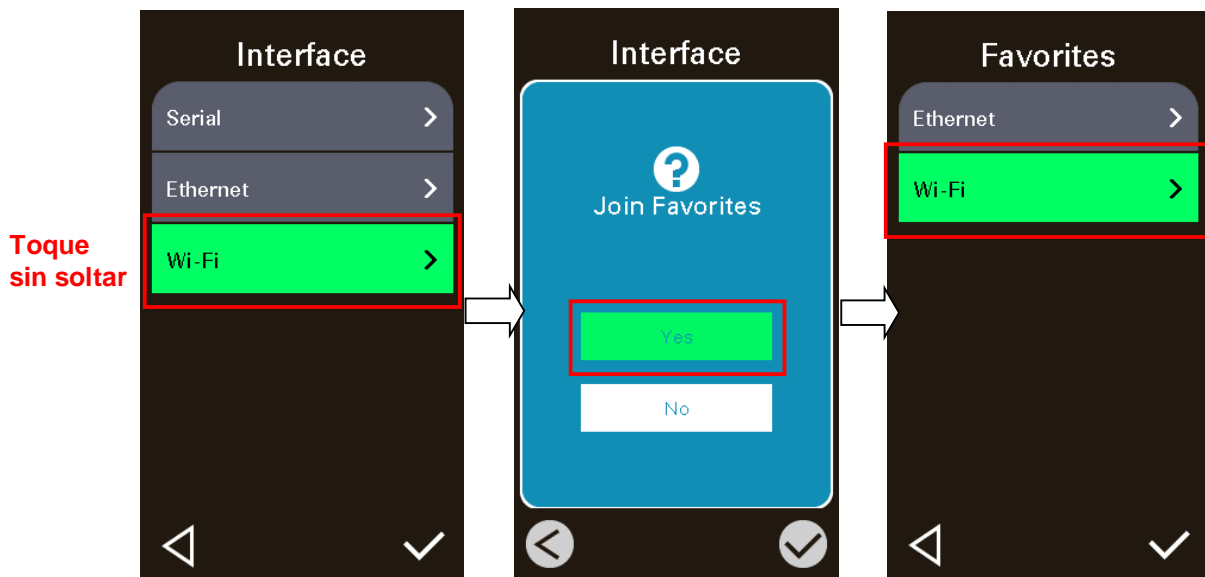 Toque
sin soltar
Interface
Serial
Ethernet
Wi-Fi
Interface
Join Favorites
Yes
No
Favorites
Ethernet
Wi-Fi